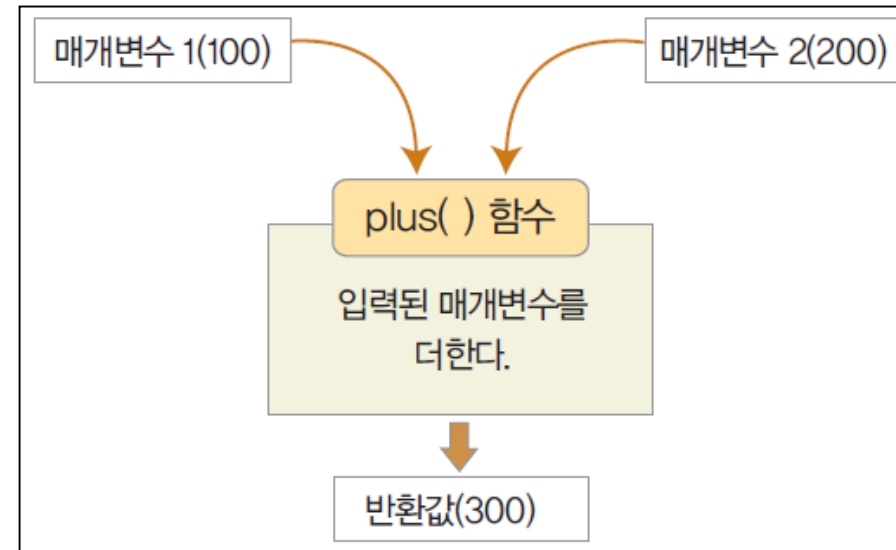 매개변수 1(100)
매개변수 2(200)
plus( ) 함수
입력된 매개변수를
더한다.
반환값(300)